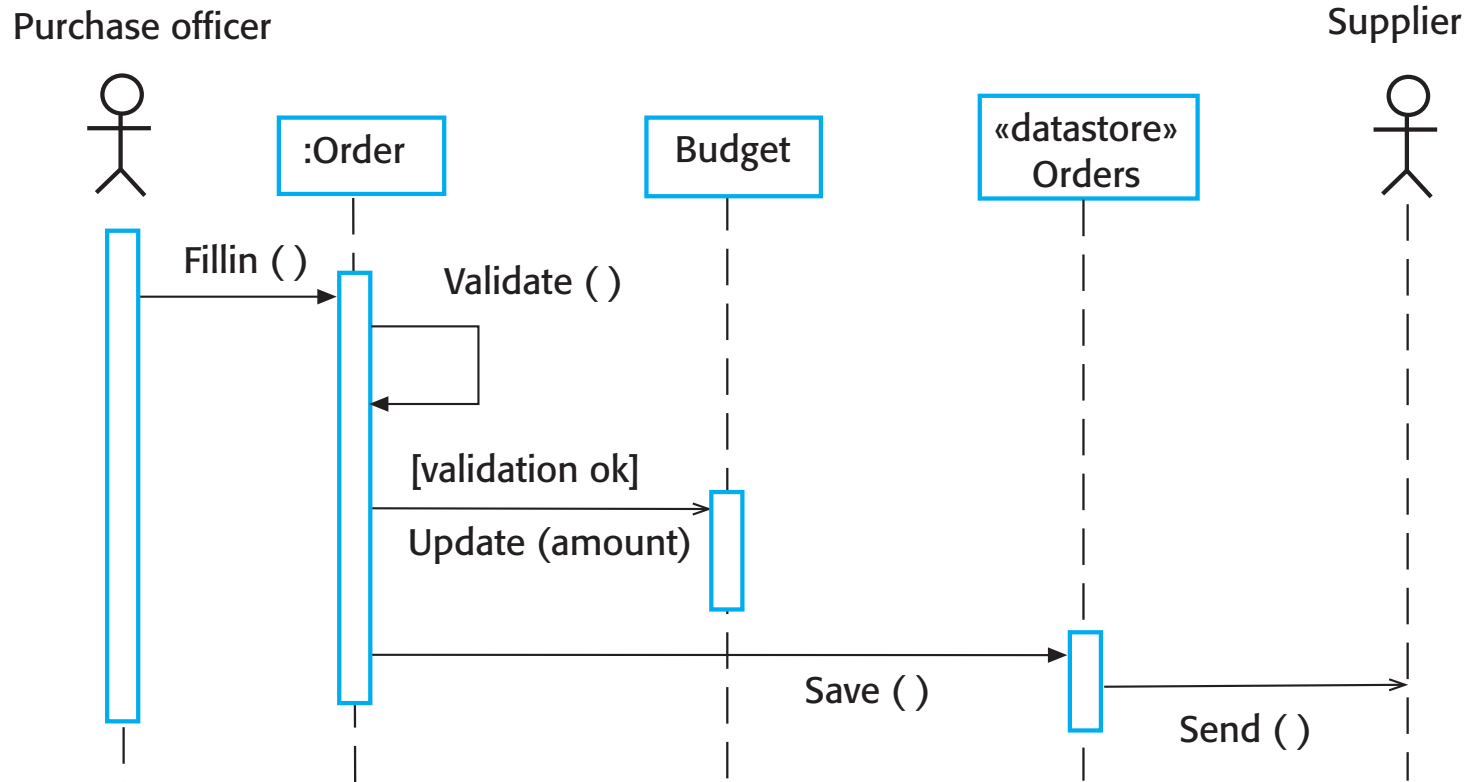 Purchase officer
Supplier
:Order
Budget
«datastore»
Orders
Fillin ( )
Validate ( )
[validation ok]
Update (amount)
Save ( )
Send ( )